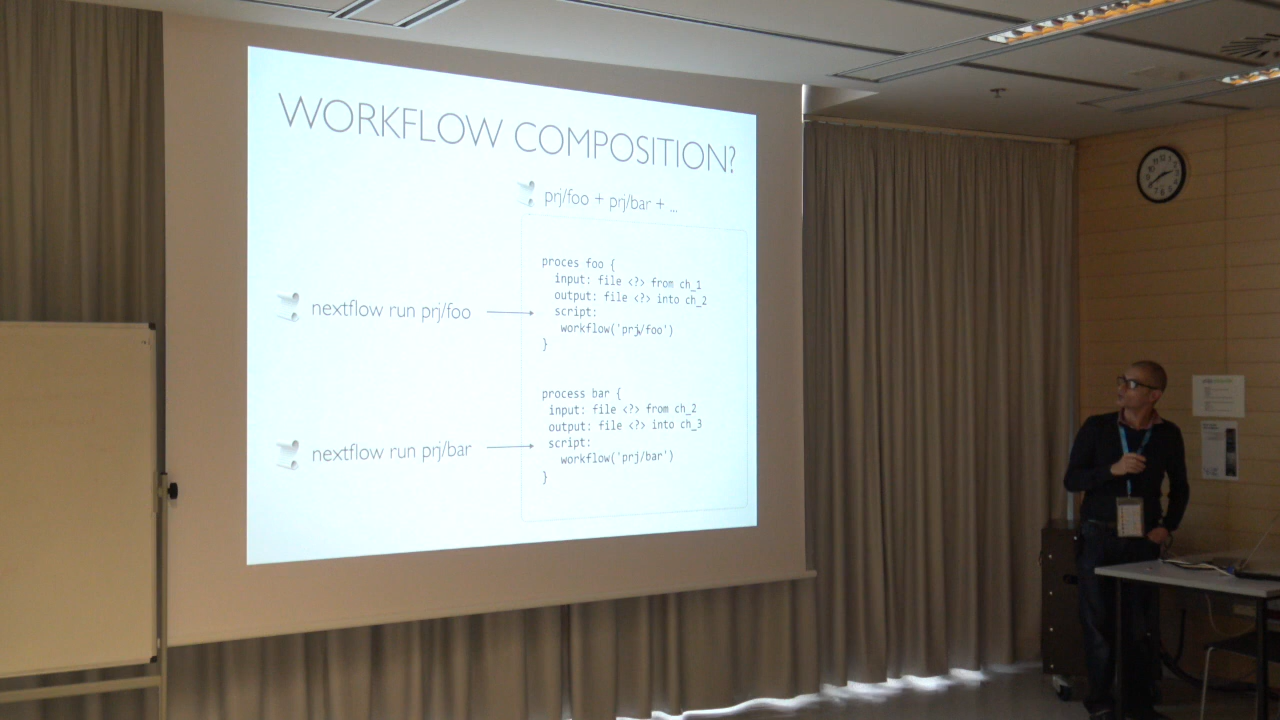 WORKFLOW COMPOSITION?
prj/foo + prj/bar + ...
proces foo {
input: file <?> from ch_1
output: file <?> into ch_2
script:
workflow('prj/foo')
}
nextflow run prj/foo
process bar {
input: file <?> from ch_2
output: file <?> into ch_3
script:
workflow('prj/bar')
}
nextflow run prj/bar